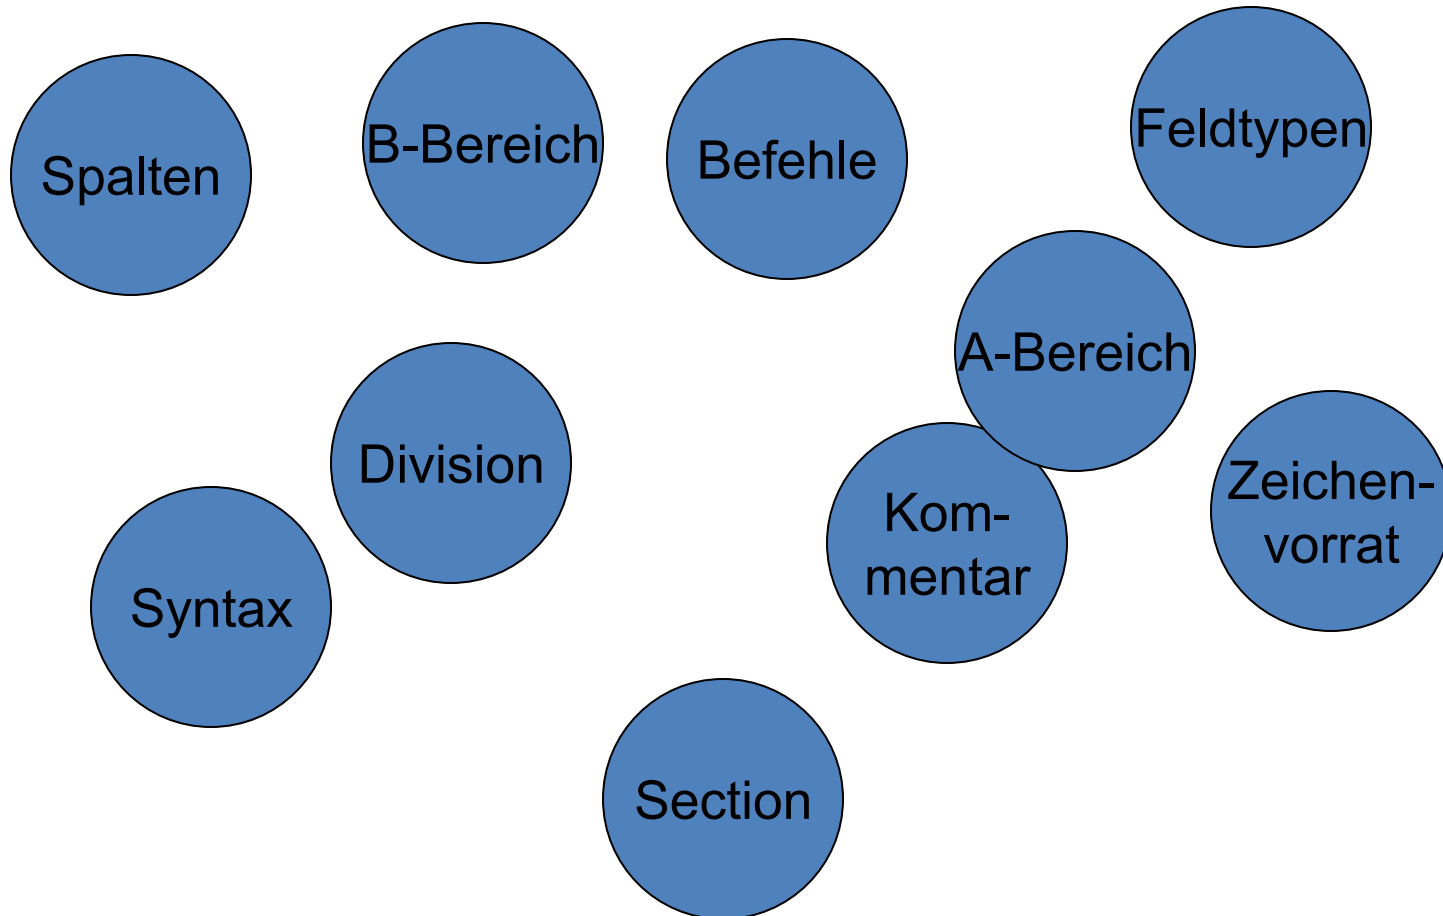 Spalten
B-Bereich
Befehle
Feldtypen
A-Bereich
Division
Kom-
mentar
Zeichen-
vorrat
Syntax
Section